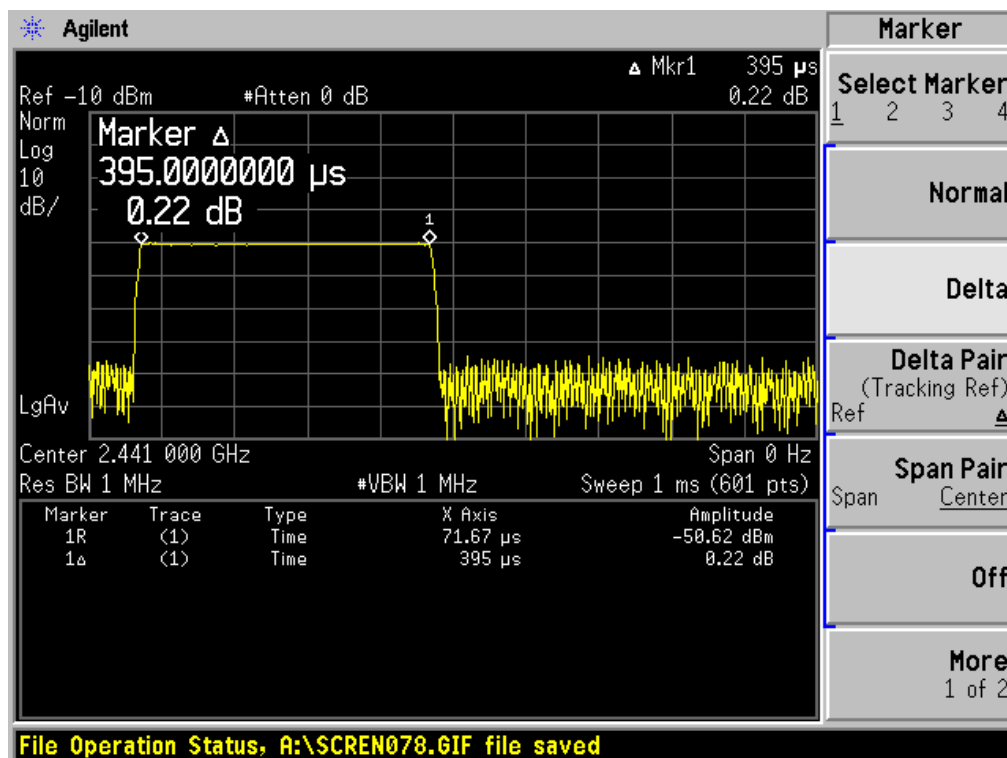 Agilent
Marker
Δ Mkr1 395 µs
Ref -10 dBm #Atten 0 dB 0.22 dB
Norm
Log
10
dB/
Marker Δ
395.0000000 µs
0.22 dB
1
LgAv
Center 2.441 000 GHz Span 0 Hz
Res BW 1 MHz #VBW 1 MHz Sweep 1 ms (601 pts)
Marker Trace Type X Axis Amplitude
1R (1) Time 71.67 µs -50.62 dBm
1Δ (1) Time 395 µs 0.22 dB
Select Marker
1 2 3 4
Normal
Delta
Delta Pair
(Tracking Ref)
Ref Δ
Span Pair
Span Center
Off
More
1 of 2
File Operation Status, A:\SCREN078.GIF file saved